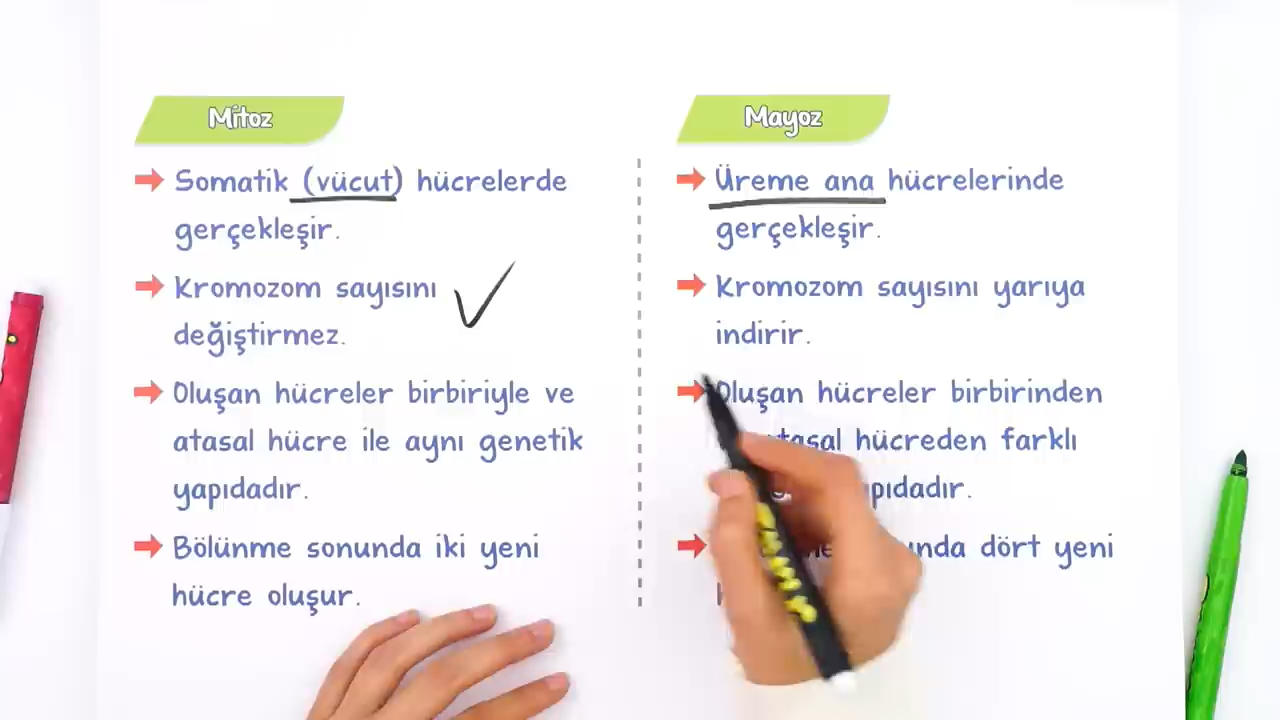 Mitoz
Somatik (vücut) hücrelerde
gerçekleşir.
Kromozom sayısını
değiştirmez.
Oluşan hücreler birbiriyle ve
atasal hücre ile aynı genetik
yapıdadır.
Bölünme sonunda iki yeni
hücre oluşur.
Mayoz
Üreme ana hücrelerinde
gerçekleşir.
Kromozom sayısını yarıya
indirir.
Oluşan hücreler birbirinden
atasal hücreden farklı
yapıdadır.
dört yeni